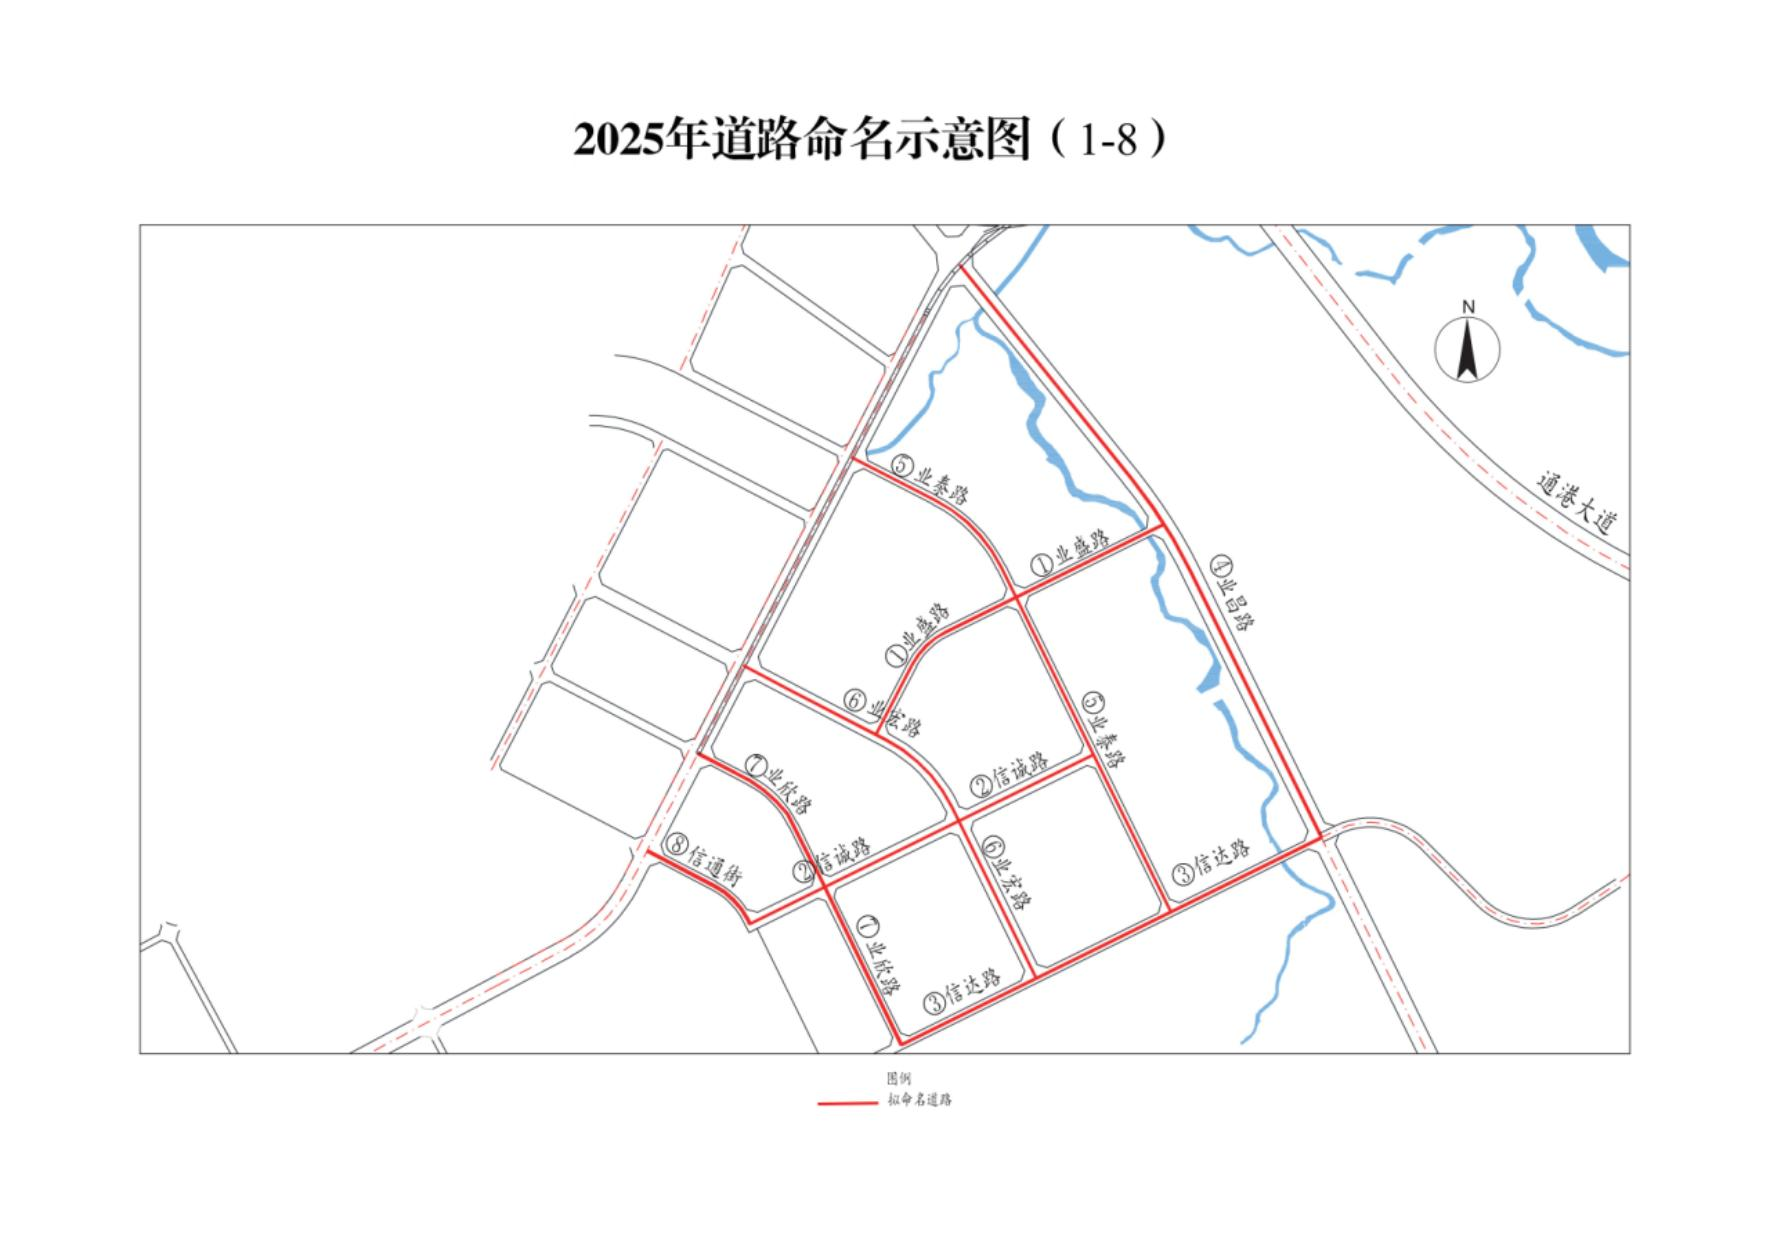 2025年道路命名示意图（1-8）
N
通港大道
⑤业泰路
①业盛路
④业昌路
①业盛路
⑥业宏路
⑤业泰路
⑦业欣路
②信诚路
⑧信通街
②信诚路
⑥业宏路
③信达路
⑦业欣路
③信达路
图例
拟命名道路